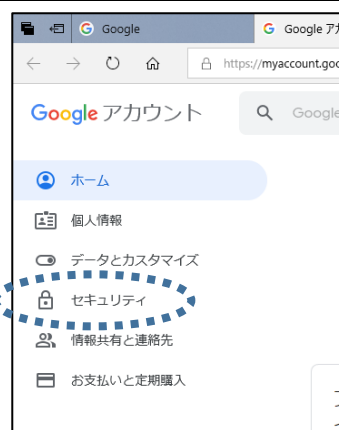 Google
Google ア
https://myaccount.goo
Google アカウント
Google
ホーム
個人情報
データとカスタマイズ
セキュリティ
情報共有と連絡先
お支払いと定期購入